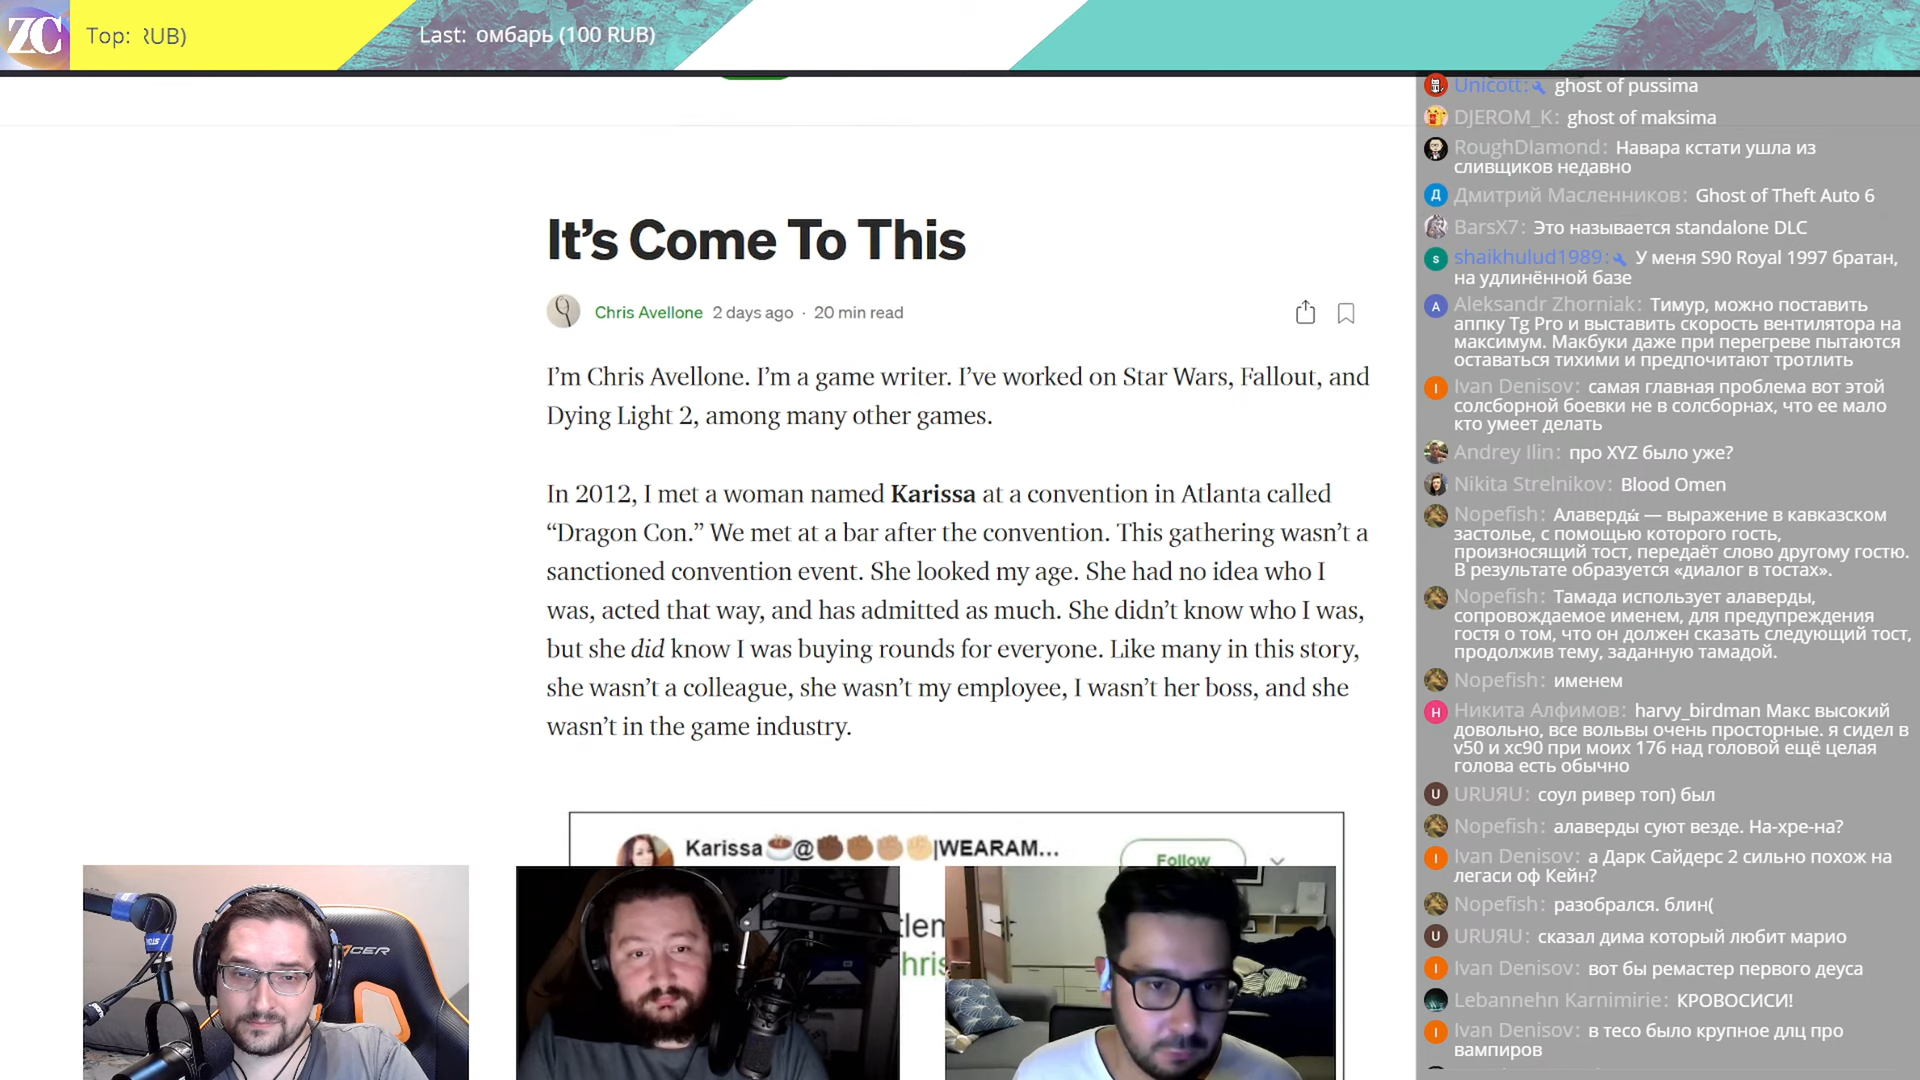 ZC
Top: RUB)
Last: омбарь (100 RUB)
It’s Come To This
Chris Avellone 2 days ago · 20 min read
I’m Chris Avellone. I’m a game writer. I’ve worked on Star Wars, Fallout, and
Dying Light 2, among many other games.
In 2012, I met a woman named Karissa at a convention in Atlanta called
“Dragon Con.” We met at a bar after the convention. This gathering wasn’t a
sanctioned convention event. She looked my age. She had no idea who I
was, acted that way, and has admitted as much. She didn’t know who I was,
but she did know I was buying rounds for everyone. Like many in this story,
she wasn’t a colleague, she wasn’t my employee, I wasn’t her boss, and she
wasn’t in the game industry.
Karissa ☕@✊🏿✊🏾✊🏽✊🏼|WEARAM...
Follow
Unicott: ghost of pussima
DJEROM_K: ghost of maksima
RoughDlamond: Навара кстати ушла из
сливщиков недавно
Д Дмитрий Масленников: Ghost of Theft Auto 6
BarsX7: Это называется standalone DLC
s shaikhulud1989: У меня S90 Royal 1997 братан,
на удлинённой базе
A Aleksandr Zhorniak: Тимур, можно поставить
аппку Tg Pro и выставить скорость вентилятора на
максимум. Макбуки даже при перегреве пытаются
оставаться тихими и предпочитают тротлить
I Ivan Denisov: самая главная проблема вот этой
солсборной боевки не в солсборнах, что ее мало
кто умеет делать
Andrey Ilin: про XYZ было уже?
Nikita Strelnikov: Blood Omen
Nopefish: Алаверды́ — выражение в кавказском
застолье, с помощью которого гость,
произносящий тост, передаёт слово другому гостю.
В результате образуется «диалог в тостах».
Nopefish: Тамада использует алаверды,
сопровождаемое именем, для предупреждения
гостя о том, что он должен сказать следующий тост,
продолжив тему, заданную тамадой.
Nopefish: именем
Н Никита Алфимов: harvy_birdman Макс высокий
довольно, все вольвы очень просторные. я сидел в
v50 и xc90 при моих 176 над головой ещё целая
голова есть обычно
U URUЯU: соул ривер топ) был
Nopefish: алаверды суют везде. На-хре-на?
I Ivan Denisov: а Дарк Сайдерс 2 сильно похож на
легаси оф Кейн?
Nopefish: разобрался. блин(
U URUЯU: сказал дима который любит марио
I Ivan Denisov: вот бы ремастер первого деуса
Lebannehn Karnimirie: КРОВОСИСИ!
I Ivan Denisov: в тесо было крупное длц про
вампиров